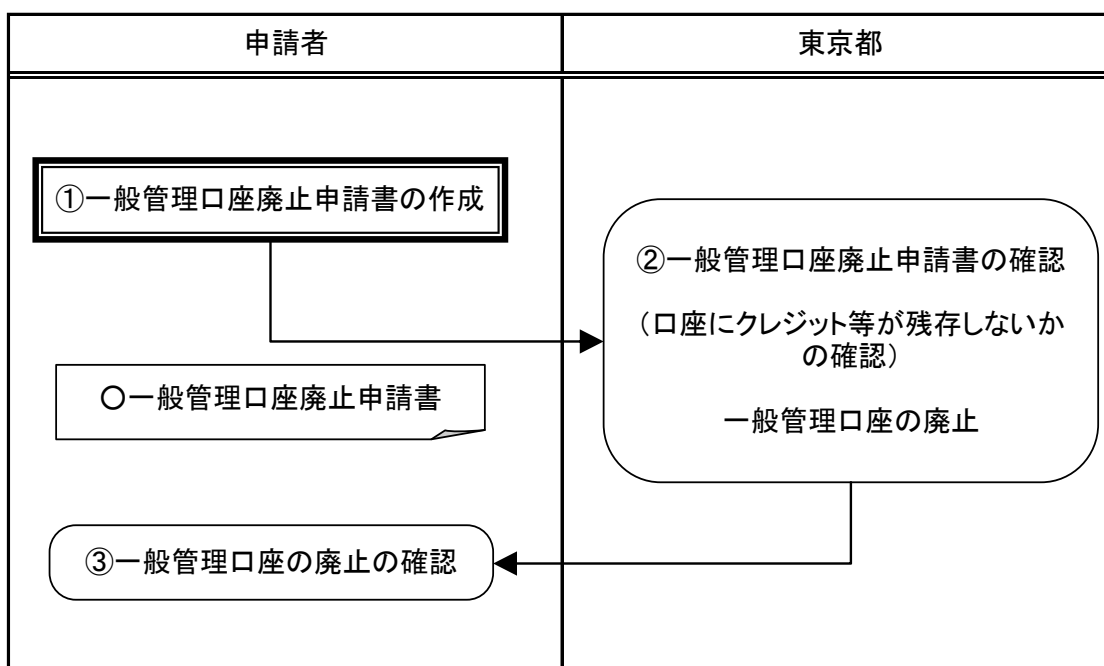 申請者
東京都
①一般管理口座廃止申請書の作成
②一般管理口座廃止申請書の確認
（口座にクレジット等が残存しないか
の確認）
一般管理口座の廃止
〇一般管理口座廃止申請書
③一般管理口座の廃止の確認